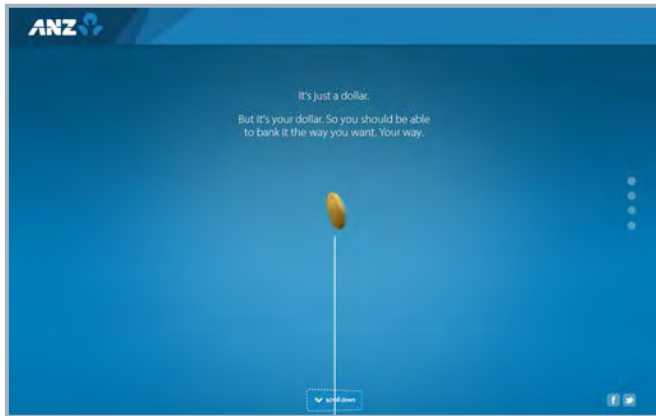 ANZ
It's just a dollar.
But it's your dollar. So you should be able
to bank it the way you want. Your way.
scroll down
f